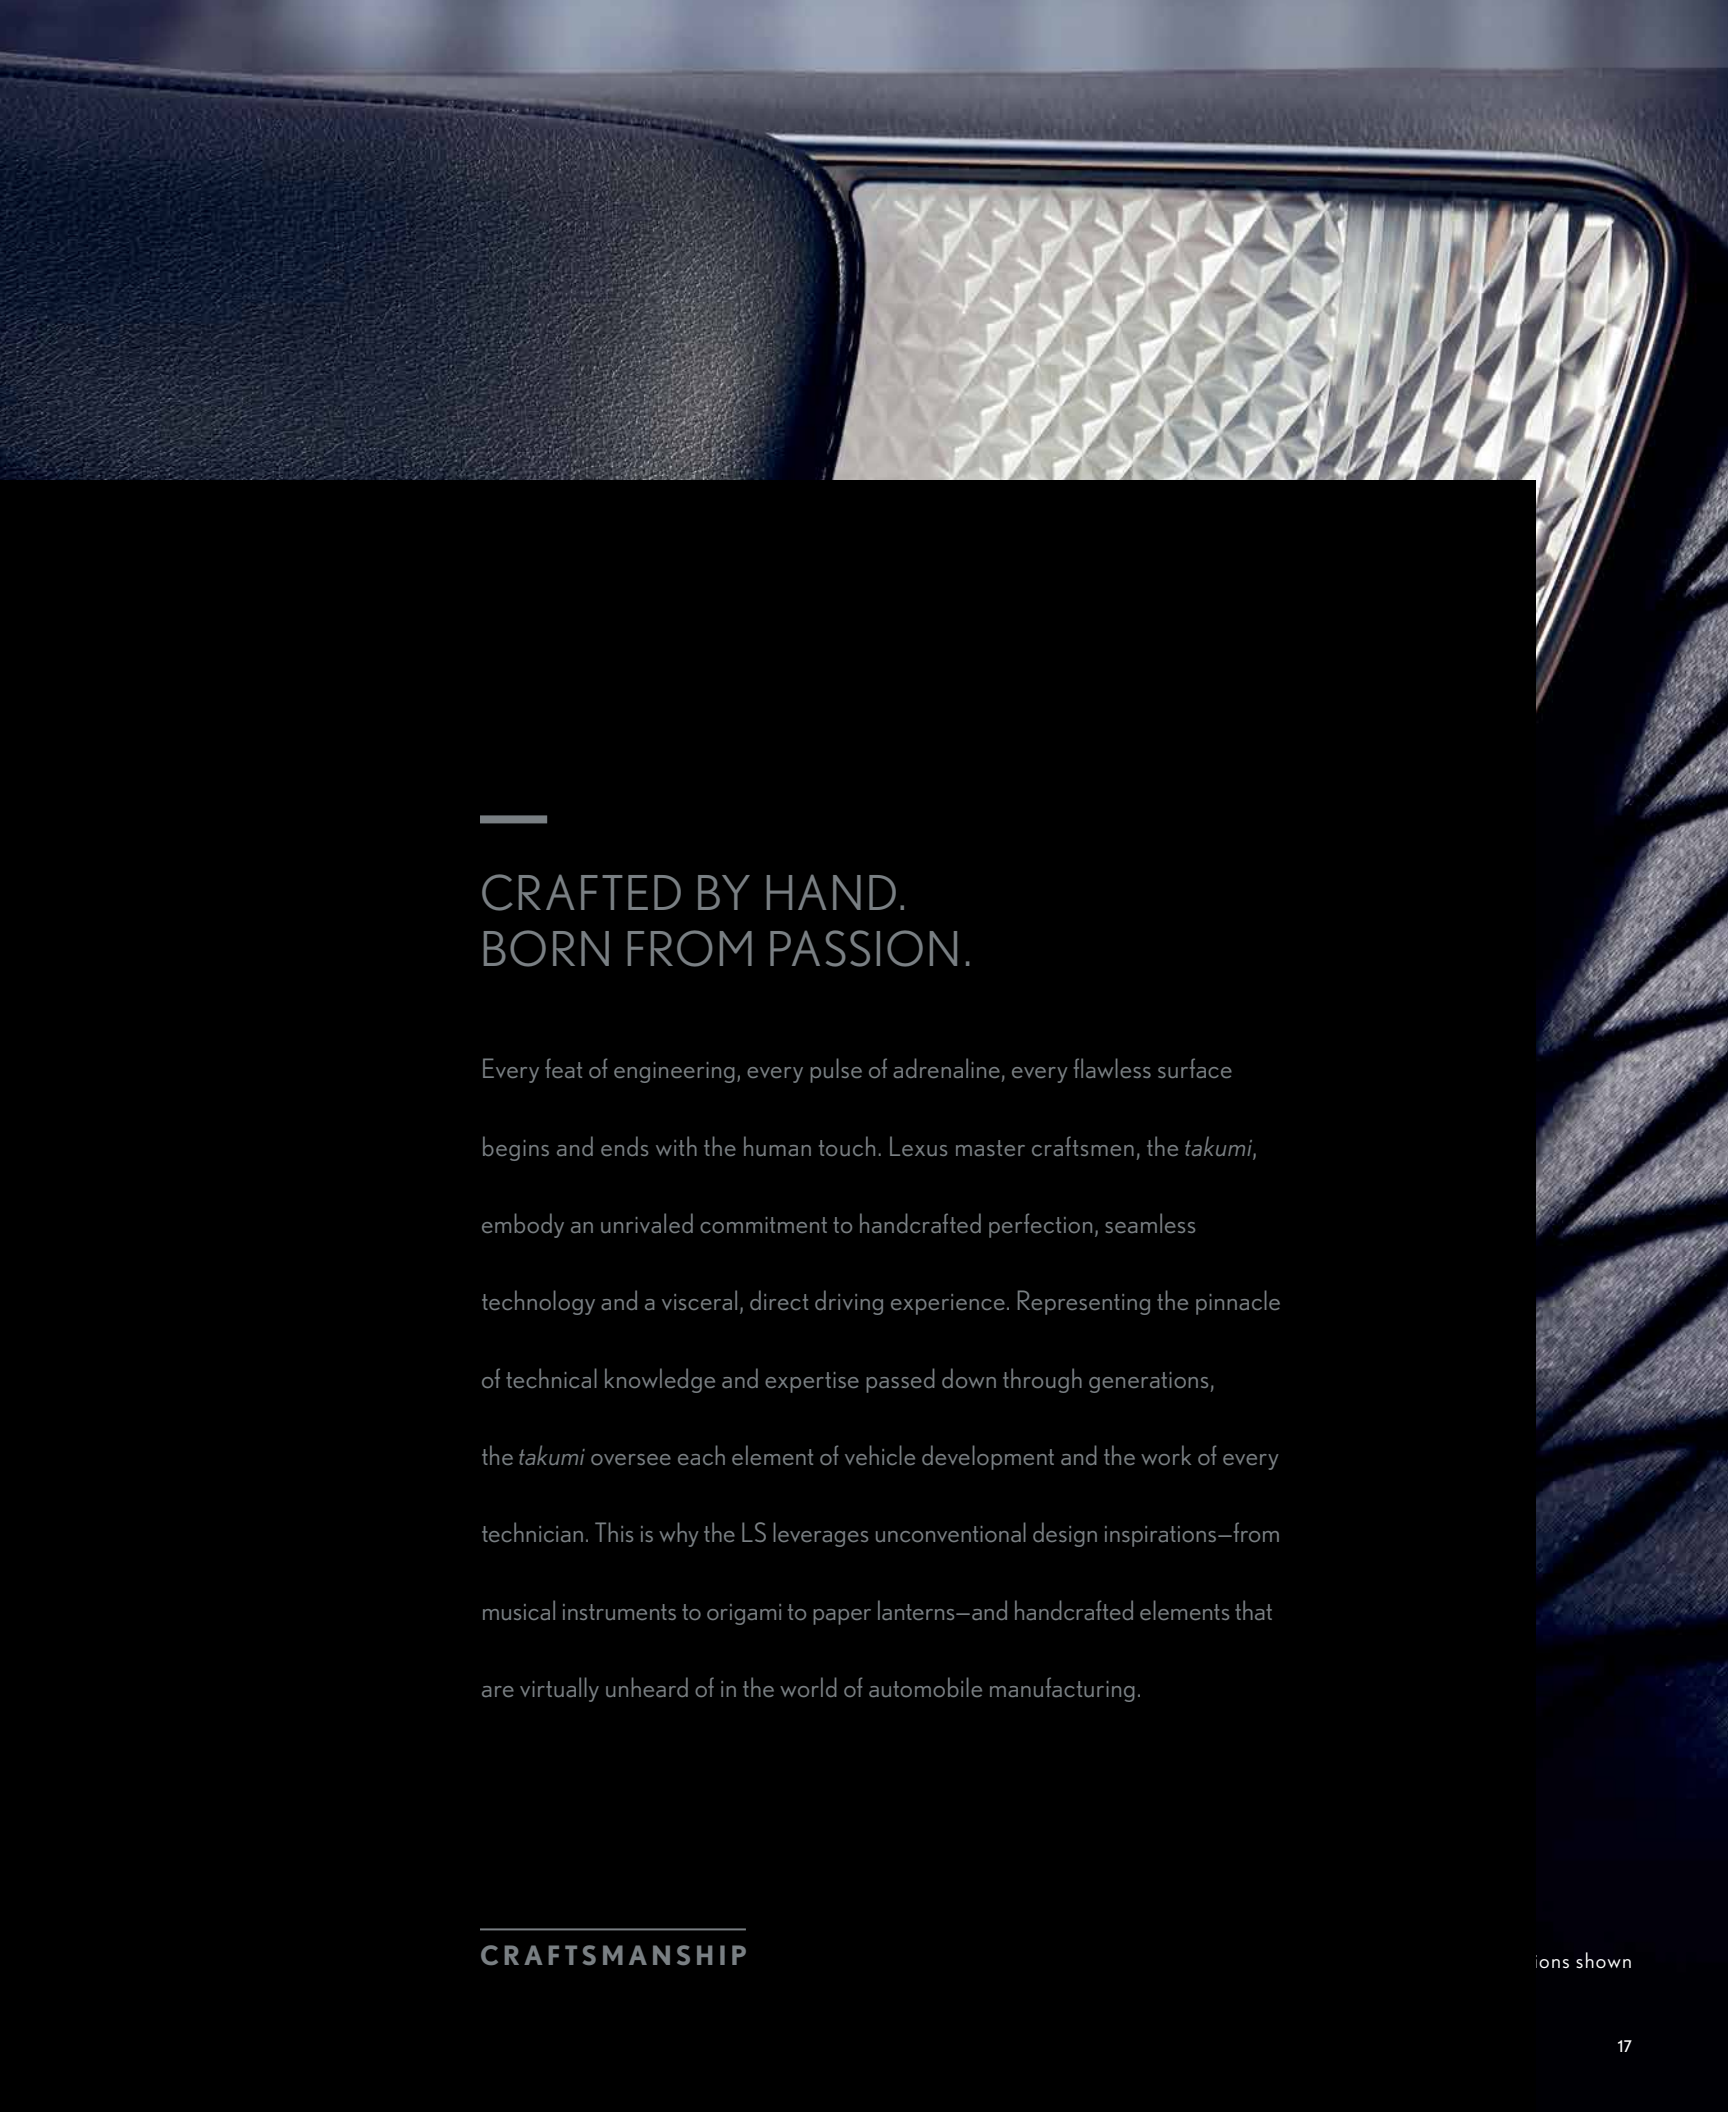 CRAFTED BY HAND.
BORN FROM PASSION.
Every feat of engineering, every pulse of adrenaline, every flawless surface
begins and ends with the human touch. Lexus master craftsmen, the takumi,
embody an unrivaled commitment to handcrafted perfection, seamless
technology and a visceral, direct driving experience. Representing the pinnacle
of technical knowledge and expertise passed down through generations,
the takumi oversee each element of vehicle development and the work of every
technician. This is why the LS leverages unconventional design inspirations—from
musical instruments to origami to paper lanterns—and handcrafted elements that
are virtually unheard of in the world of automobile manufacturing.
CRAFTSMANSHIP
shown
17